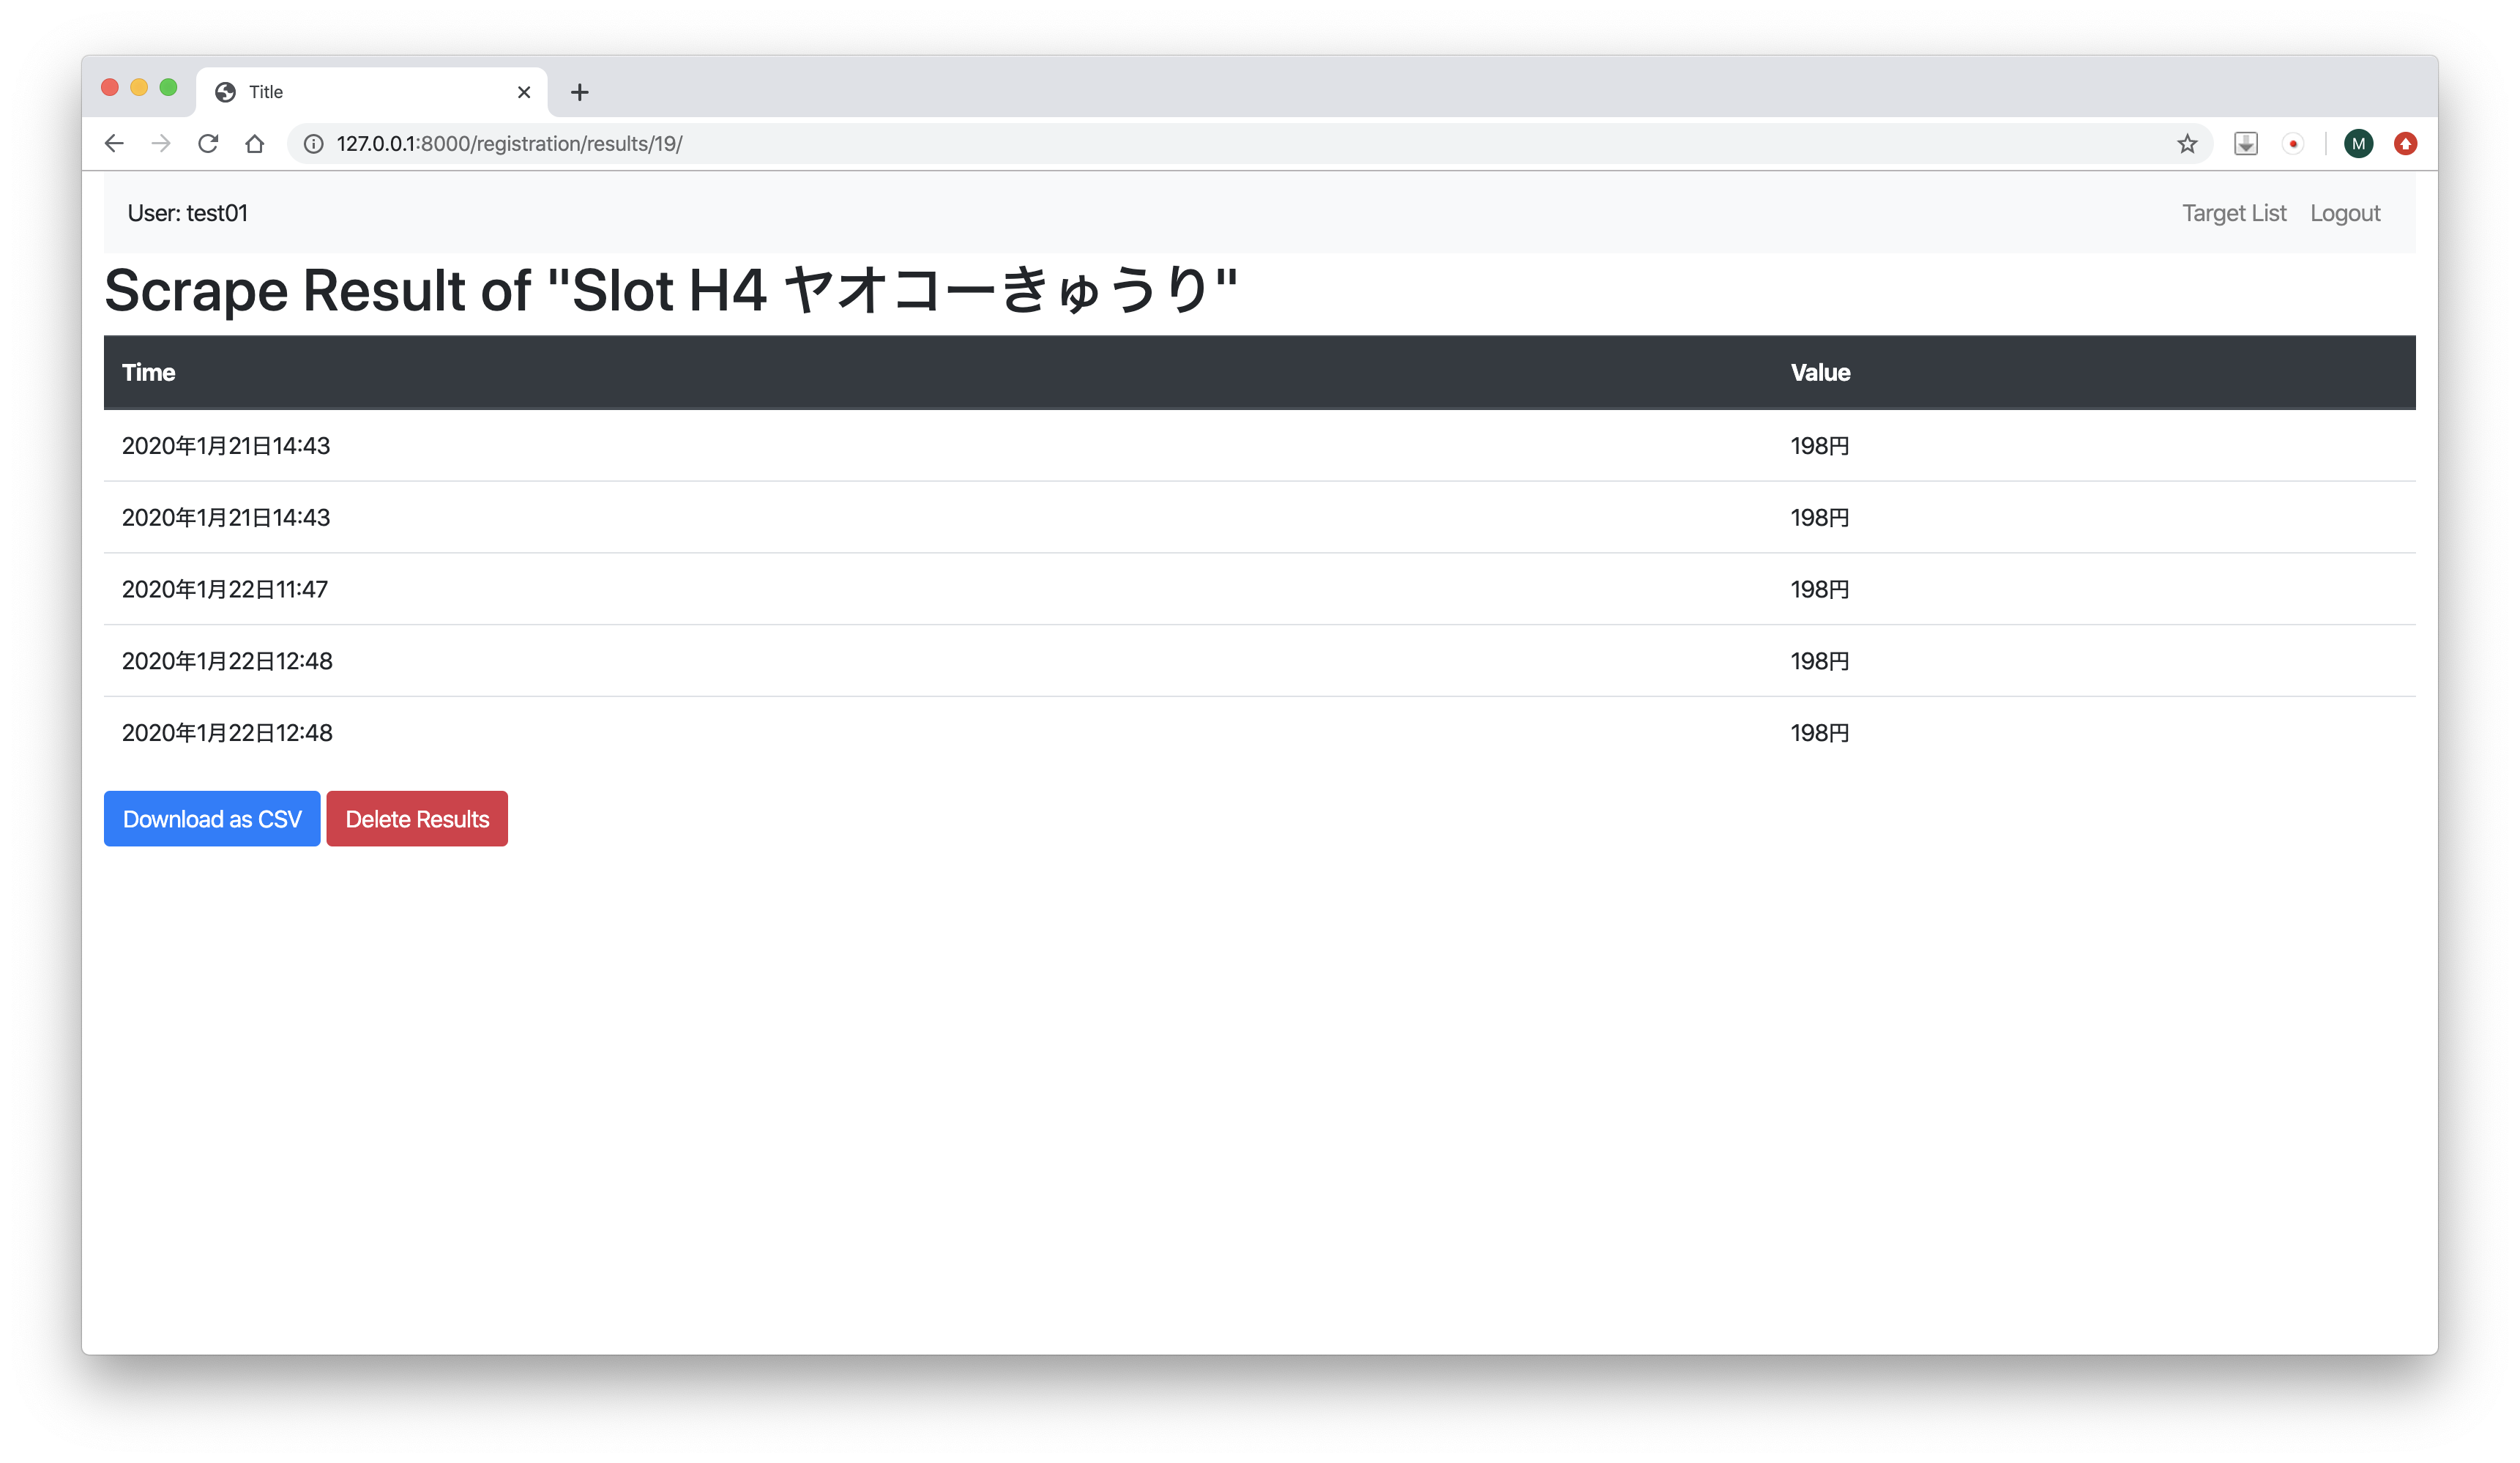 Title
127.0.0.1:8000/registration/results/19/
M
User: test01
Target List Logout
Scrape Result of "Slot H4 ヤオコーきゅうり"
Time Value
2020年1月21日14:43 198円
2020年1月21日14:43 198円
2020年1月22日11:47 198円
2020年1月22日12:48 198円
2020年1月22日12:48 198円
Download as CSV Delete Results